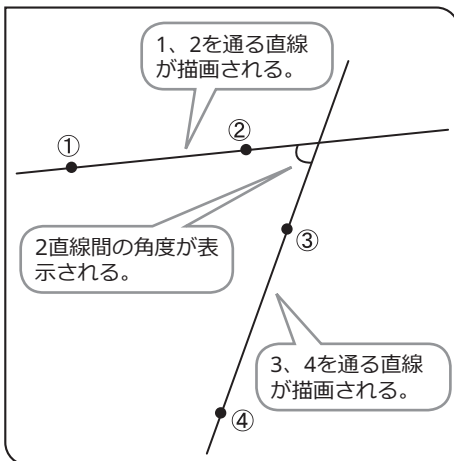 1、2を通る直線
が描画される。
①
②
2直線間の角度が表
示される。
③
3、4を通る直線
が描画される。
④